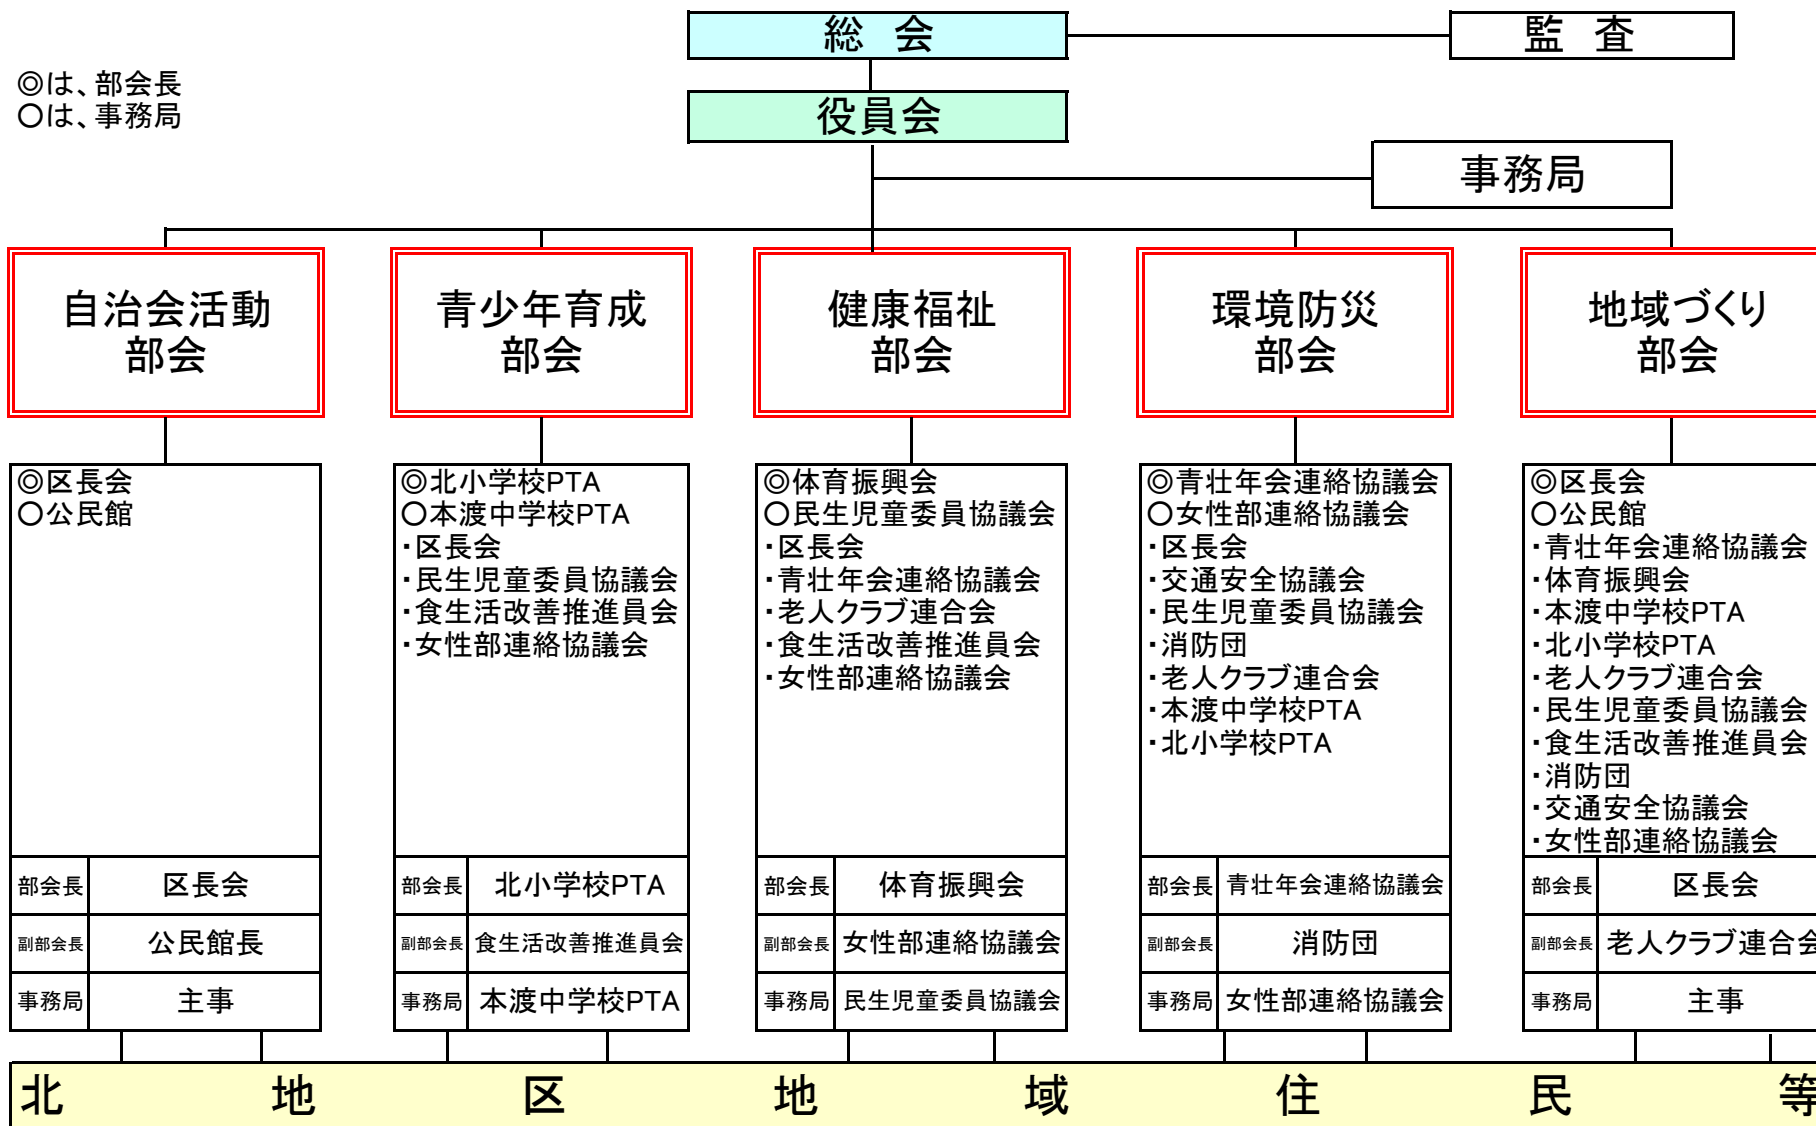 総 会
監 査
◎は、部会長
○は、事務局
役員会
事務局
自治会活動
部会
青少年育成
部会
健康福祉
部会
環境防災
部会
地域づくり
部会
◎区長会
○公民館
◎北小学校PTA
○本渡中学校PTA
・区長会
・民生児童委員協議会
・食生活改善推進員会
・女性部連絡協議会
◎体育振興会
○民生児童委員協議会
・区長会
・青壮年会連絡協議会
・老人クラブ連合会
・食生活改善推進員会
・女性部連絡協議会
◎青壮年会連絡協議会
○女性部連絡協議会
・区長会
・交通安全協議会
・民生児童委員協議会
・消防団
・老人クラブ連合会
・本渡中学校PTA
・北小学校PTA
◎区長会
○公民館
・青壮年会連絡協議会
・体育振興会
・本渡中学校PTA
・北小学校PTA
・老人クラブ連合会
・民生児童委員協議会
・食生活改善推進員会
・消防団
・交通安全協議会
・女性部連絡協議会
部会長 区長会
副部会長 公民館長
事務局 主事
部会長 北小学校PTA
副部会長 食生活改善推進員会
事務局 本渡中学校PTA
部会長 体育振興会
副部会長 女性部連絡協議会
事務局 民生児童委員協議会
部会長 青壮年会連絡協議会
副部会長 消防団
事務局 女性部連絡協議会
部会長 区長会
副部会長 老人クラブ連合会
事務局 主事
北 地 区 地 域 住 民 等